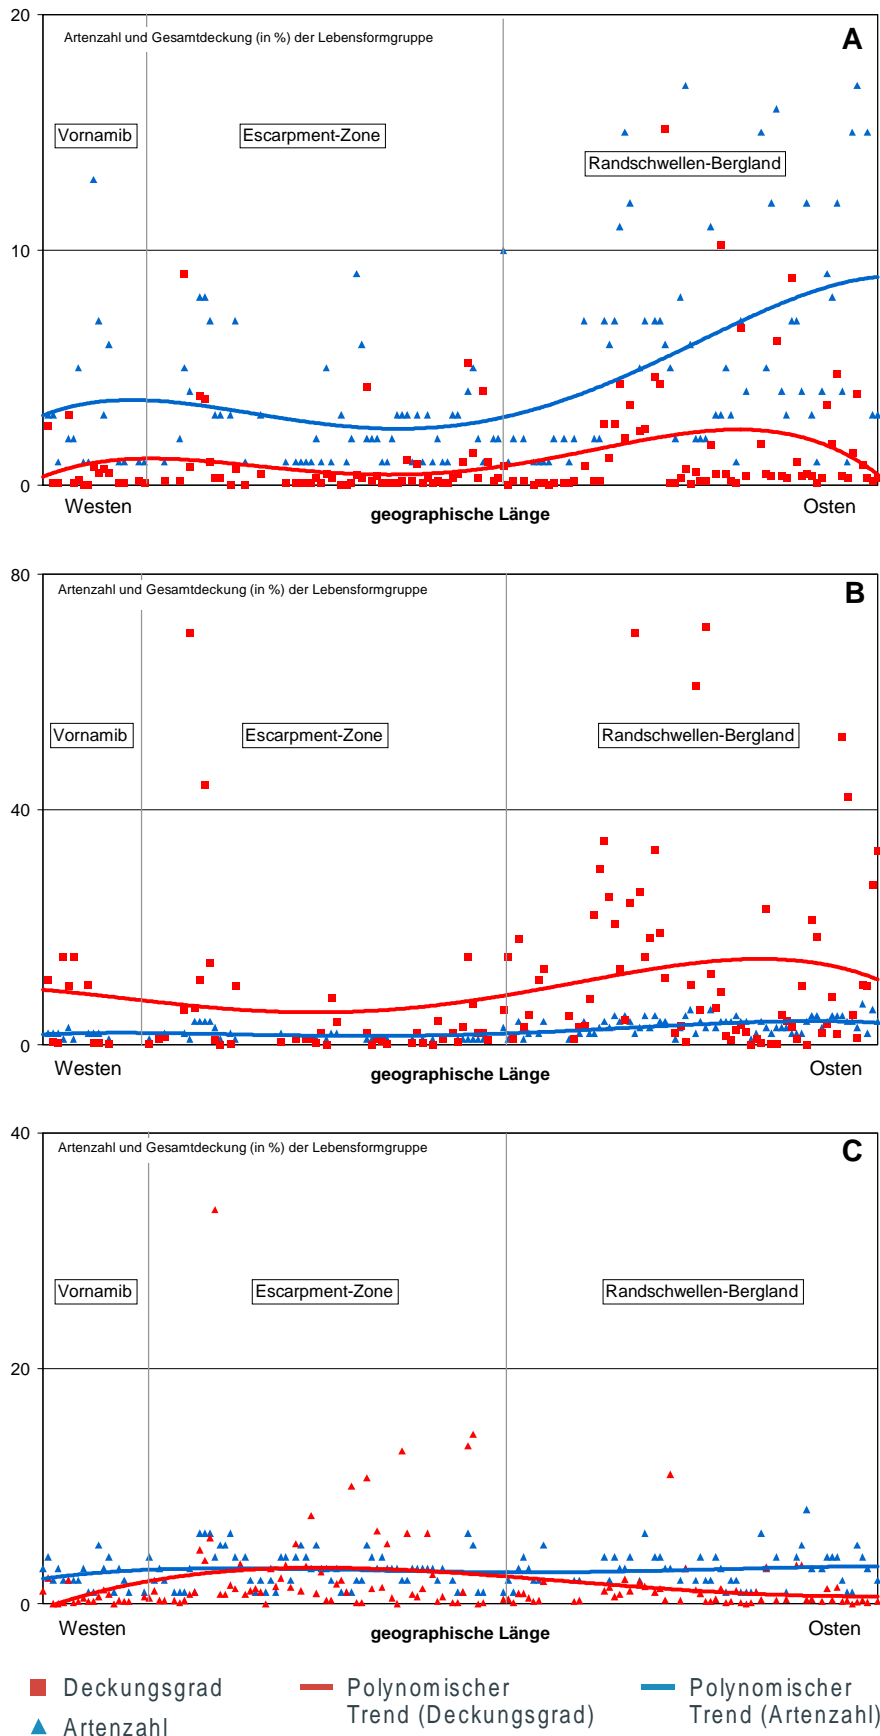 20
Artenzahl und Gesamtdeckung (in %) der Lebensformgruppe
A
Vornamib
Escarpment-Zone
Randschwellen-Bergland
10
0
Westen
geographische Länge
Osten
80
Artenzahl und Gesamtdeckung (in %) der Lebensformgruppe
B
Vornamib
Escarpment-Zone
Randschwellen-Bergland
40
0
Westen
geographische Länge
Osten
40
Artenzahl und Gesamtdeckung (in %) der Lebensformgruppe
C
Vornamib
Escarpment-Zone
Randschwellen-Bergland
20
0
Westen
geographische Länge
Osten
Deckungsgrad
Artenzahl
Polynomischer
Trend (Deckungsgrad)
Polynomischer
Trend (Artenzahl)